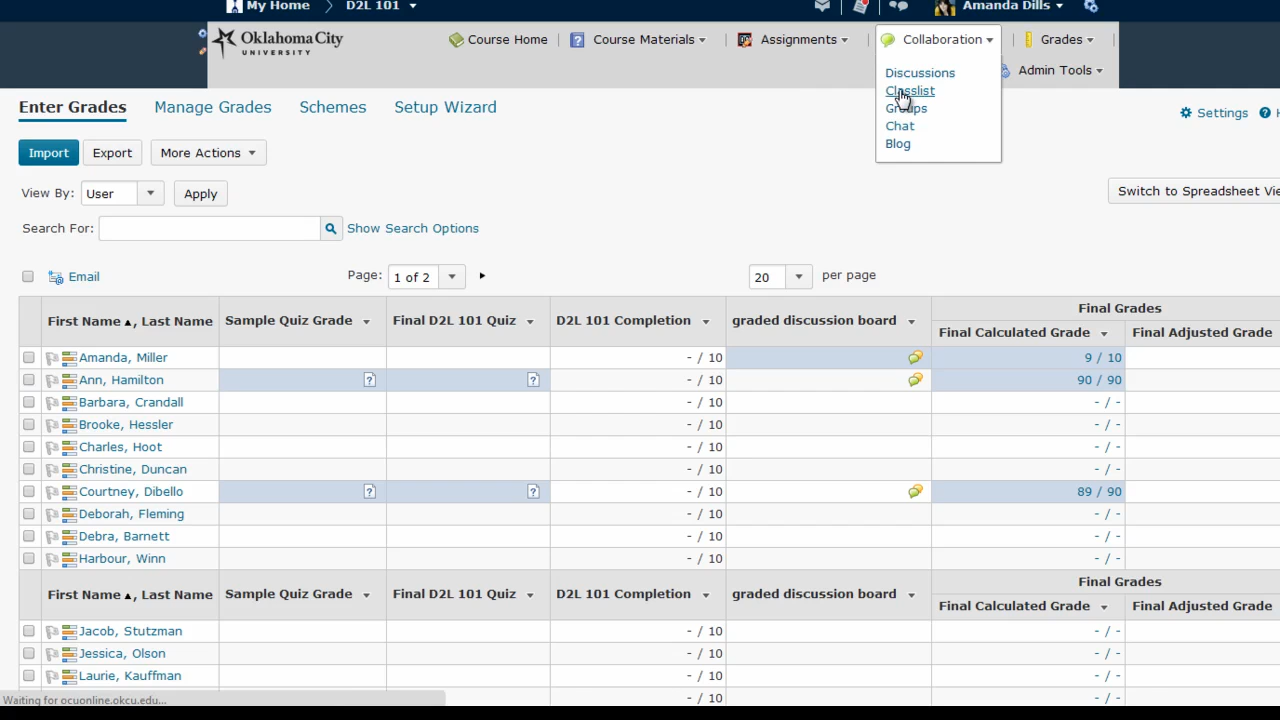 My Home
D2L 101
Amanda Dills
Oklahoma City
UNIVERSITY
Course Home
Course Materials
Assignments
Collaboration
Grades
Admin Tools
Discussions
Classlist
Groups
Chat
Blog
Enter Grades
Manage Grades
Schemes
Setup Wizard
Settings
Import
Export
More Actions
View By: User Apply
Switch to Spreadsheet Vie
Search For: Show Search Options
Email Page: 1 of 2 20 per page
First Name ▲, Last Name Sample Quiz Grade Final D2L 101 Quiz D2L 101 Completion graded discussion board Final Grades
Final Calculated Grade Final Adjusted Grade
Amanda, Miller - / 10 9 / 10
Ann, Hamilton - / 10 90 / 90
Barbara, Crandall - / 10 - / -
Brooke, Hessler - / 10 - / -
Charles, Hoot - / 10 - / -
Christine, Duncan - / 10 - / -
Courtney, Dibello - / 10 89 / 90
Deborah, Fleming - / 10 - / -
Debra, Barnett - / 10 - / -
Harbour, Winn - / 10 - / -
First Name ▲, Last Name Sample Quiz Grade Final D2L 101 Quiz D2L 101 Completion graded discussion board Final Grades
Final Calculated Grade Final Adjusted Grade
Jacob, Stutzman - / 10 - / -
Jessica, Olson - / 10 - / -
Laurie, Kauffman - / 10 - / -
- / 10 - / -
Waiting for ocuonline.okcu.edu...